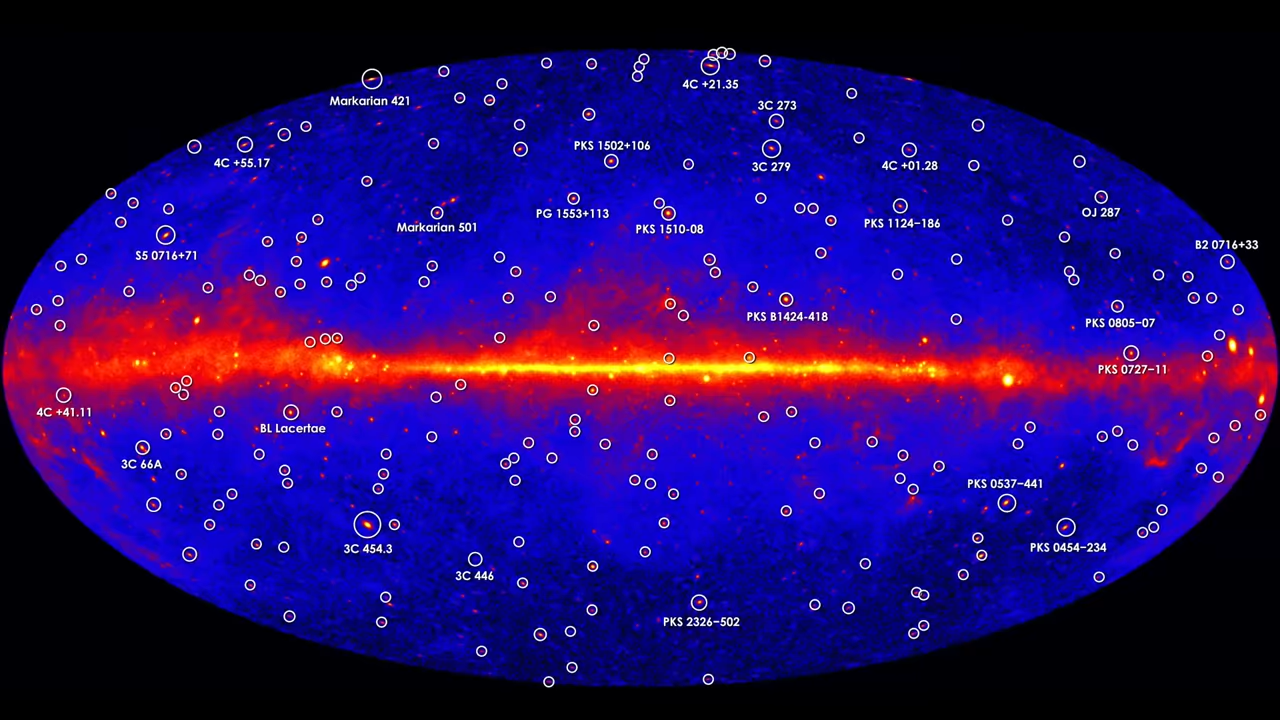 4C +21.35
Markarian 421
3C 273
PKS 1502+106
4C +55.17
3C 279
4C +01.28
PG 1553+113
OJ 287
Markarian 501
PKS 1510-08
PKS 1124−186
B2 0716+33
S5 0716+71
PKS B1424-418
PKS 0805−07
PKS 0727−11
4C +41.11
BL Lacertae
3C 66A
PKS 0537−441
3C 454.3
PKS 0454−234
3C 446
PKS 2326−502